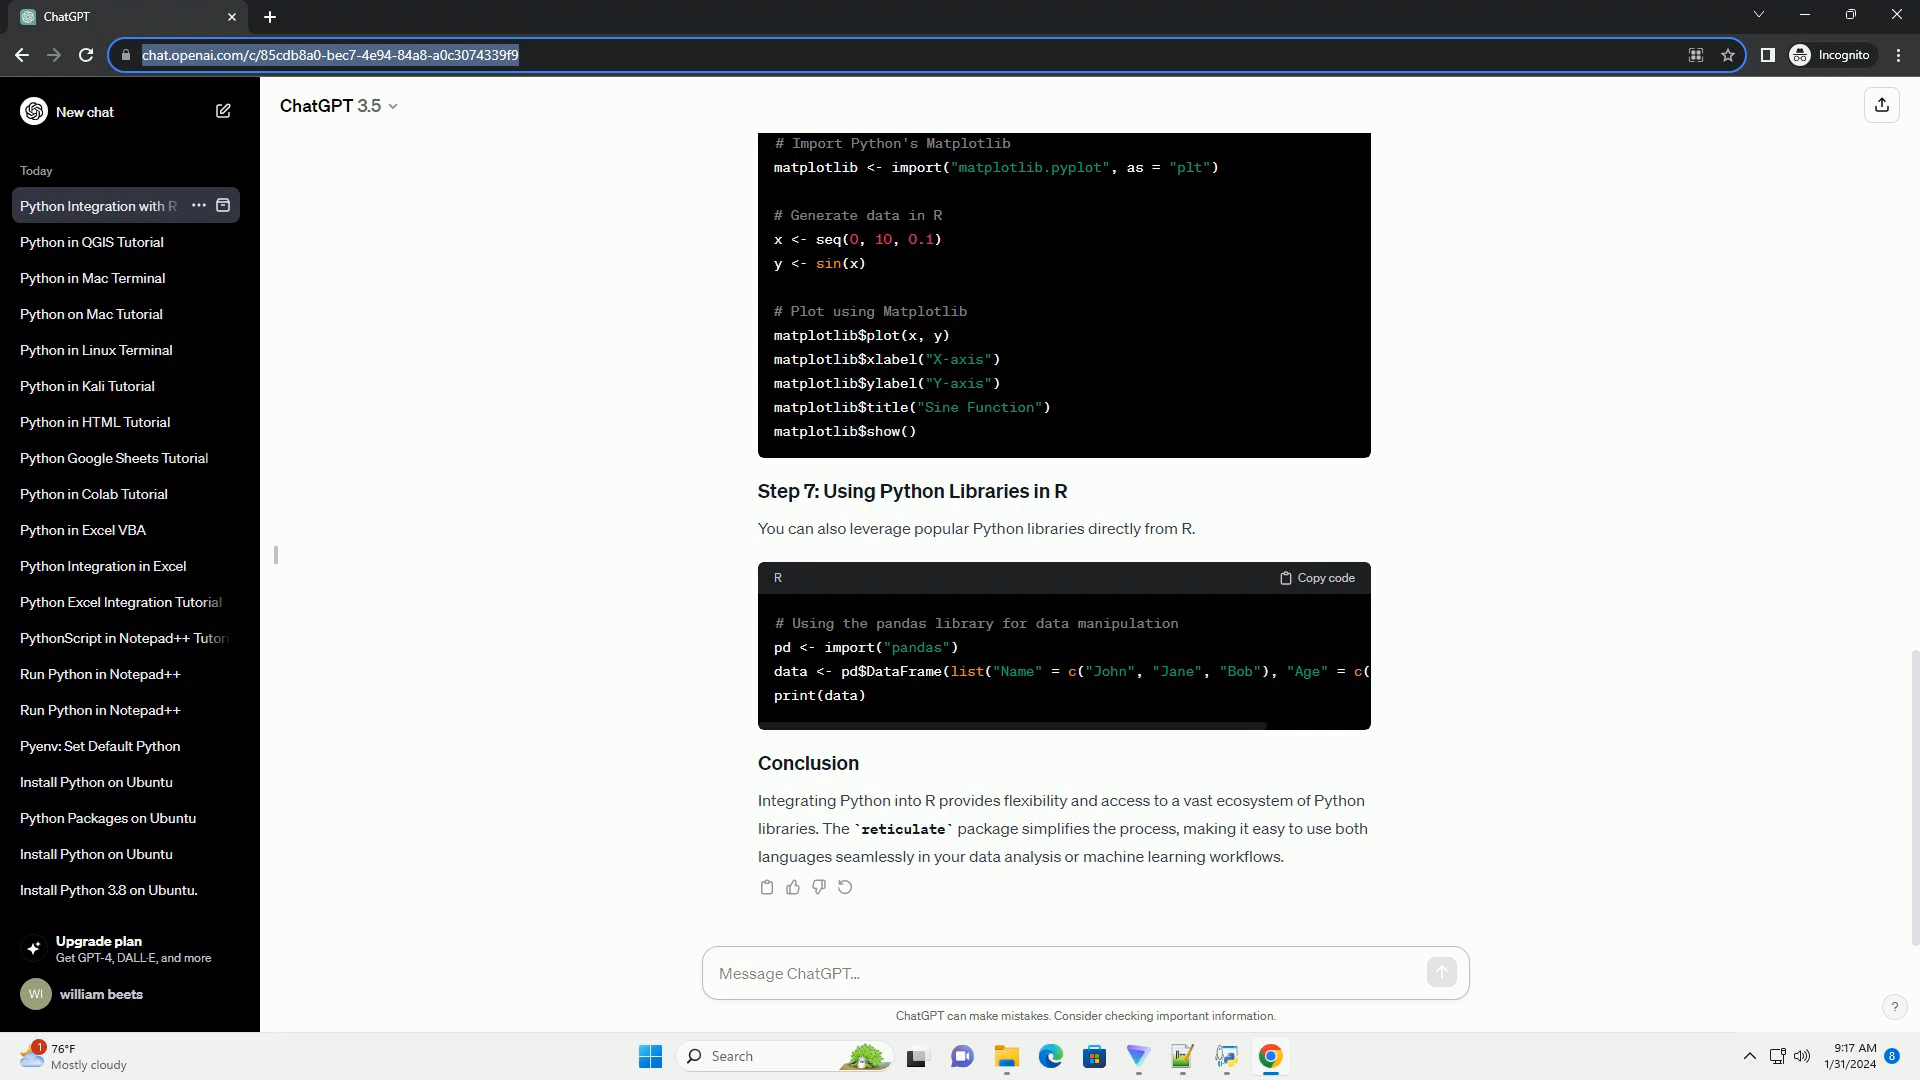 ChatGPT
chat.openai.com/c/85cdb8a0-bec7-4e94-84a8-a0c3074339f9
Incognito
New chat
Today
Python Integration with R
Python in QGIS Tutorial
Python in Mac Terminal
Python on Mac Tutorial
Python in Linux Terminal
Python in Kali Tutorial
Python in HTML Tutorial
Python Google Sheets Tutorial
Python in Colab Tutorial
Python in Excel VBA
Python Integration in Excel
Python Excel Integration Tutorial
PythonScript in Notepad++ Tutori
Run Python in Notepad++
Run Python in Notepad++
Pyenv: Set Default Python
Install Python on Ubuntu
Python Packages on Ubuntu
Install Python on Ubuntu
Install Python 3.8 on Ubuntu.
Upgrade plan
Get GPT-4, DALL·E, and more
WI
william beets
ChatGPT 3.5
# Import Python's Matplotlib
matplotlib <- import("matplotlib.pyplot", as = "plt")
# Generate data in R
x <- seq(0, 10, 0.1)
y <- sin(x)
# Plot using Matplotlib
matplotlib$plot(x, y)
matplotlib$xlabel("X-axis")
matplotlib$ylabel("Y-axis")
matplotlib$title("Sine Function")
matplotlib$show()
Step 7: Using Python Libraries in R
You can also leverage popular Python libraries directly from R.
R
Copy code
# Using the pandas library for data manipulation
pd <- import("pandas")
data <- pd$DataFrame(list("Name" = c("John", "Jane", "Bob"), "Age" = c(
print(data)
Conclusion
Integrating Python into R provides flexibility and access to a vast ecosystem of Python
libraries. The `reticulate` package simplifies the process, making it easy to use both
languages seamlessly in your data analysis or machine learning workflows.
Message ChatGPT...
ChatGPT can make mistakes. Consider checking important information.
?
1
76°F
Mostly cloudy
Search
9:17 AM
1/31/2024
8